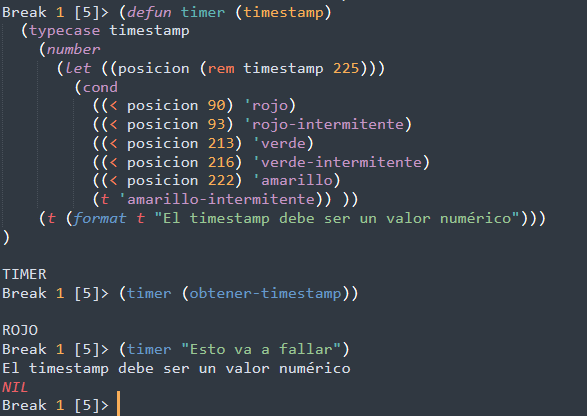 Break 1 [5]> (defun timer (timestamp)
(typecase timestamp
(number
(let ((posicion (rem timestamp 225)))
(cond
((< posicion 90) 'rojo)
((< posicion 93) 'rojo-intermitente)
((< posicion 213) 'verde)
((< posicion 216) 'verde-intermitente)
((< posicion 222) 'amarillo)
(t 'amarillo-intermitente)) ))
(t (format t "El timestamp debe ser un valor numérico")))
)
TIMER
Break 1 [5]> (timer (obtener-timestamp))
ROJO
Break 1 [5]> (timer "Esto va a fallar")
El timestamp debe ser un valor numérico
NIL
Break 1 [5]>